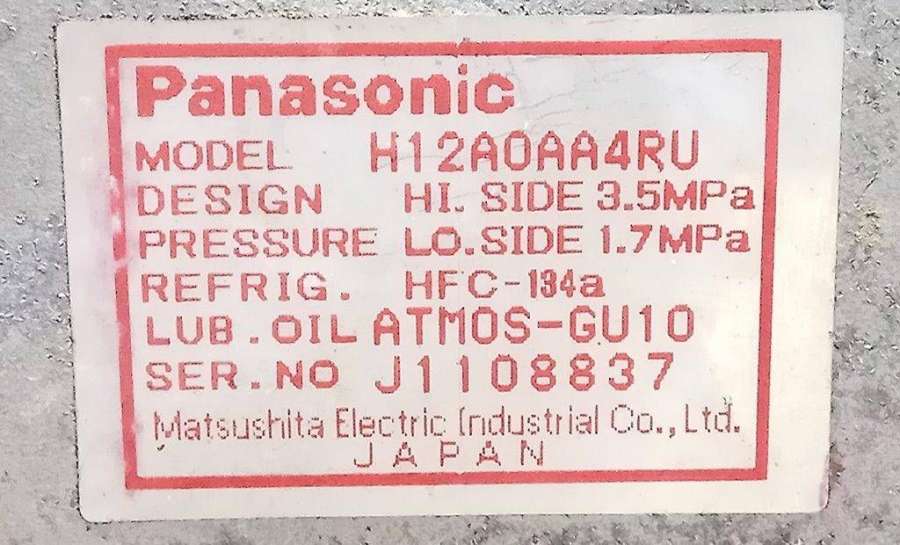 Panasonic
MODEL H12A0AA4RU
DESIGN HI. SIDE 3.5MPa
PRESSURE LO.SIDE 1.7MPa
REFRIG. HFC-134a
LUB.OIL ATMOS-GU10
SER.NO J1108837
Matsushita Electric Industrial Co.,Ltd.
JAPAN